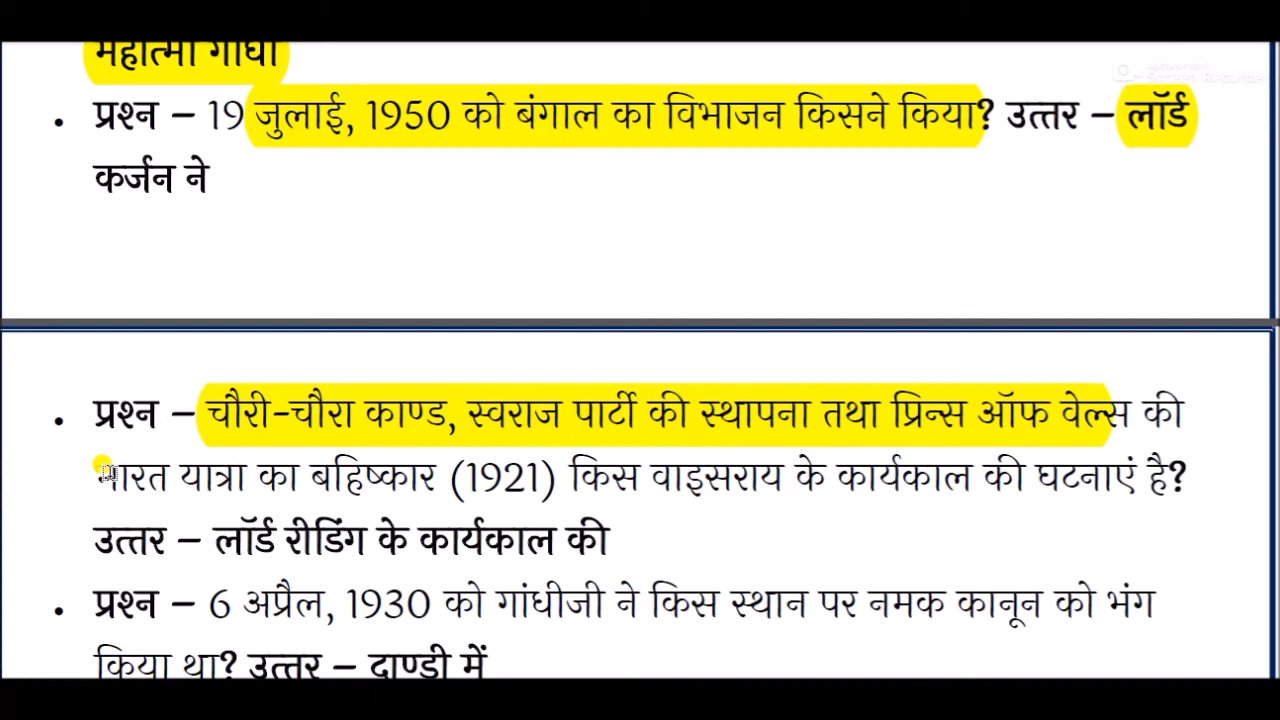 महात्मा गांधी
प्रश्न – 19 जुलाई, 1950 को बंगाल का विभाजन किसने किया? उत्तर – लॉर्ड
कर्जन ने
प्रश्न – चौरी-चौरा काण्ड, स्वराज पार्टी की स्थापना तथा प्रिन्स ऑफ वेल्स की
भारत यात्रा का बहिष्कार (1921) किस वाइसराय के कार्यकाल की घटनाएं है?
उत्तर – लॉर्ड रीडिंग के कार्यकाल की
प्रश्न – 6 अप्रैल, 1930 को गांधीजी ने किस स्थान पर नमक कानून को भंग
किया था? उत्तर – दाण्डी में